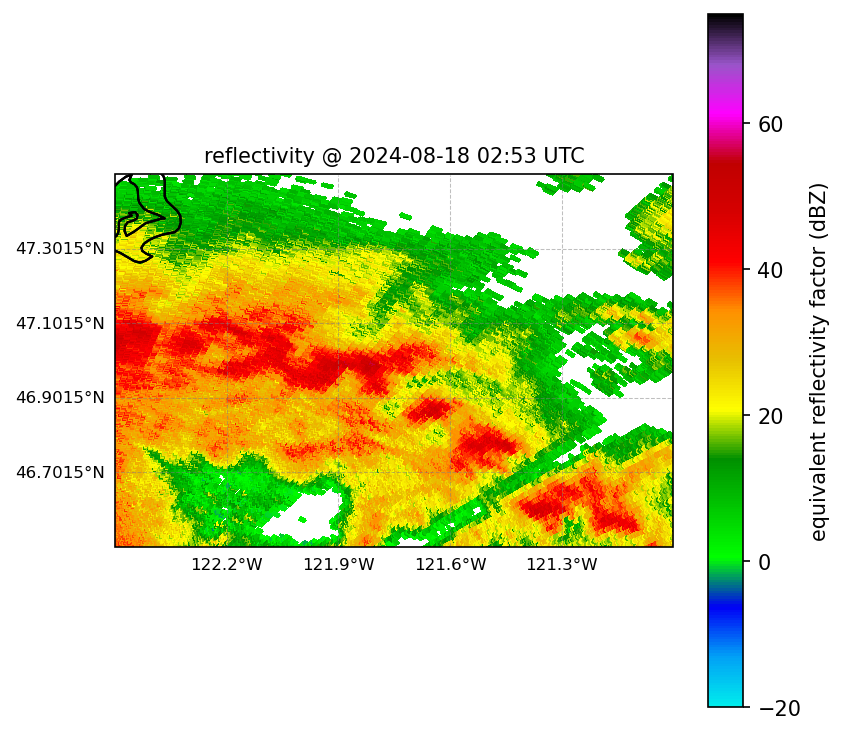 reflectivity @ 2024-08-18 02:53 UTC
47.3015°N
47.1015°N
46.9015°N
46.7015°N
122.2°W 121.9°W 121.6°W 121.3°W
60
40
20
0
−20
equivalent reflectivity factor (dBZ)